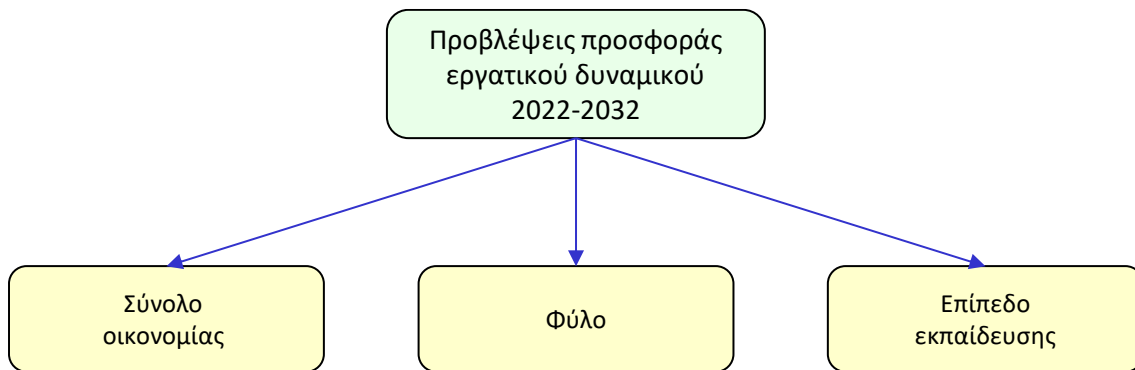 Προβλέψεις προσφοράς
εργατικού δυναμικού
2022-2032
Σύνολο
οικονομίας
Φύλο
Επίπεδο
εκπαίδευσης